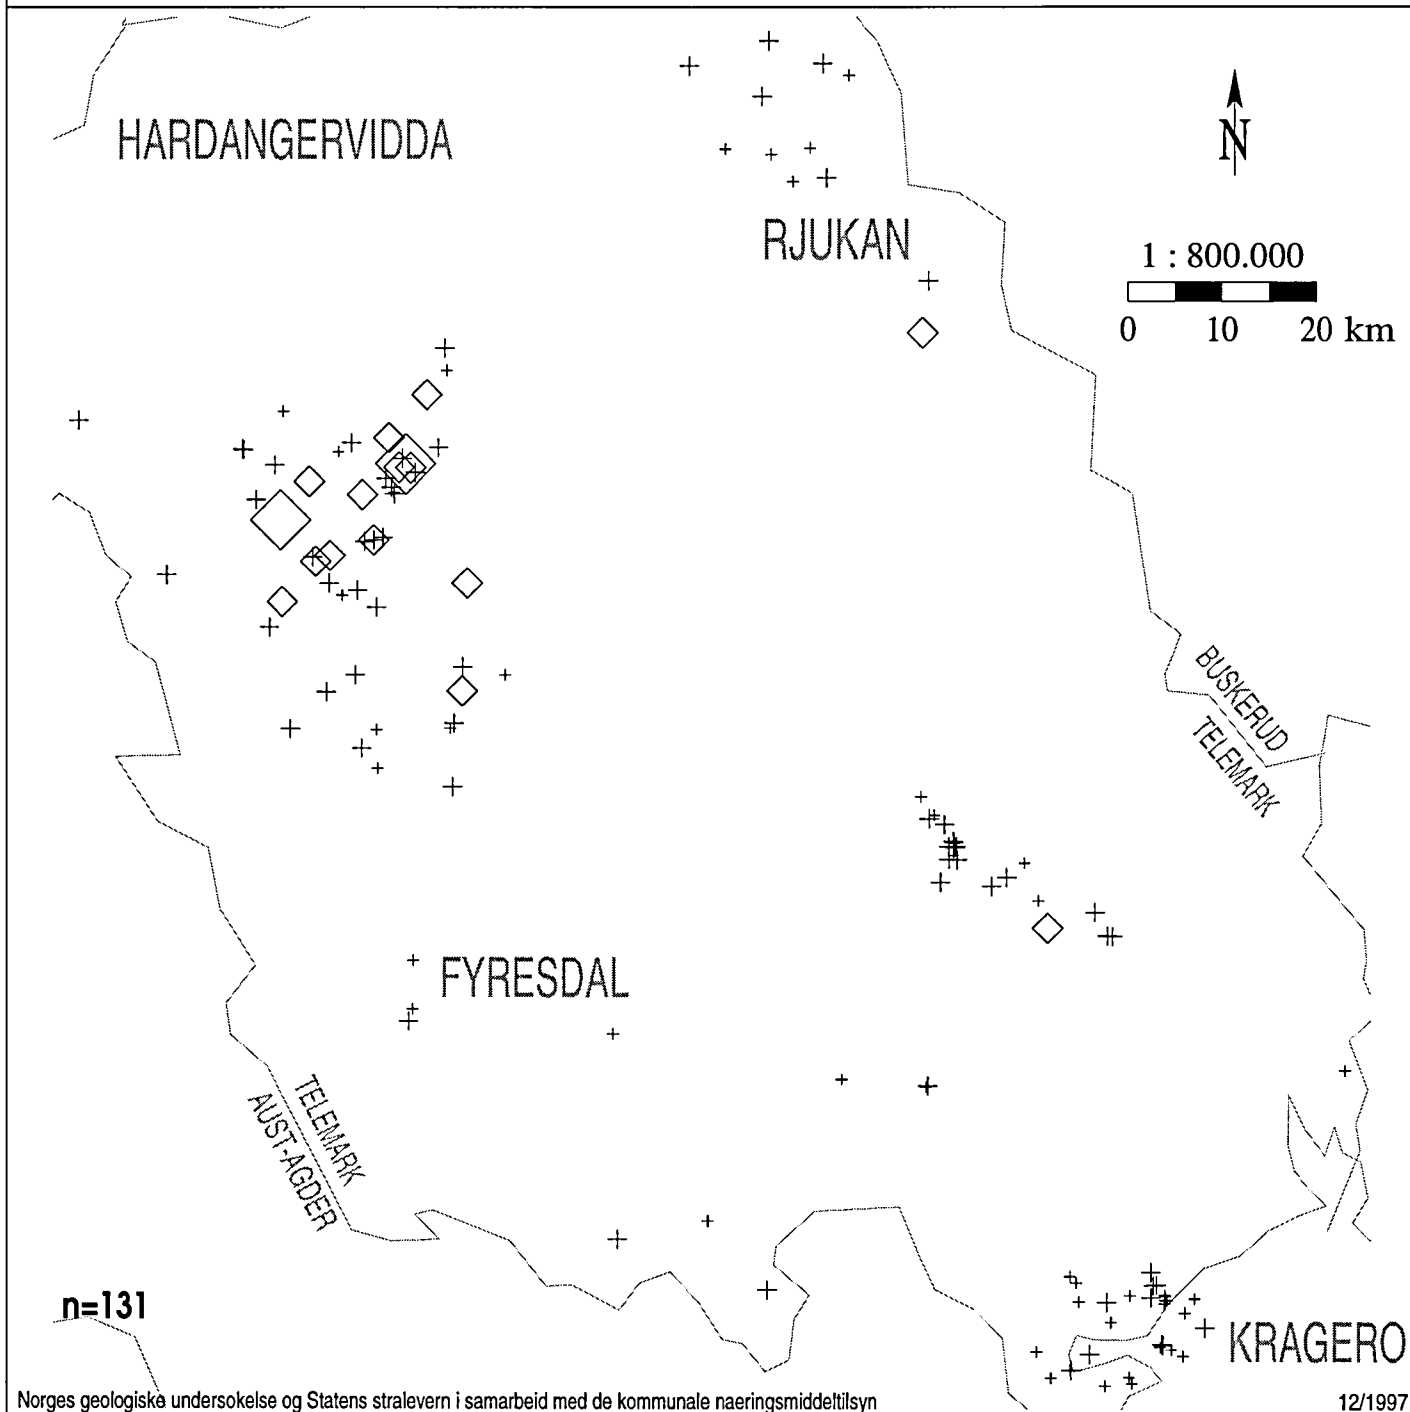 HARDANGERVIDDA
N
RJUKAN
1 : 800.000
0 10 20 km
BUSKERUD
TELEMARK
FYRESDAL
TELEMARK
AUST-AGDER
n=131
KRAGERO
Norges geologiske undersokelse og Statens stralevern i samarbeid med de kommunale naeringsmiddeltilsyn
12/1997